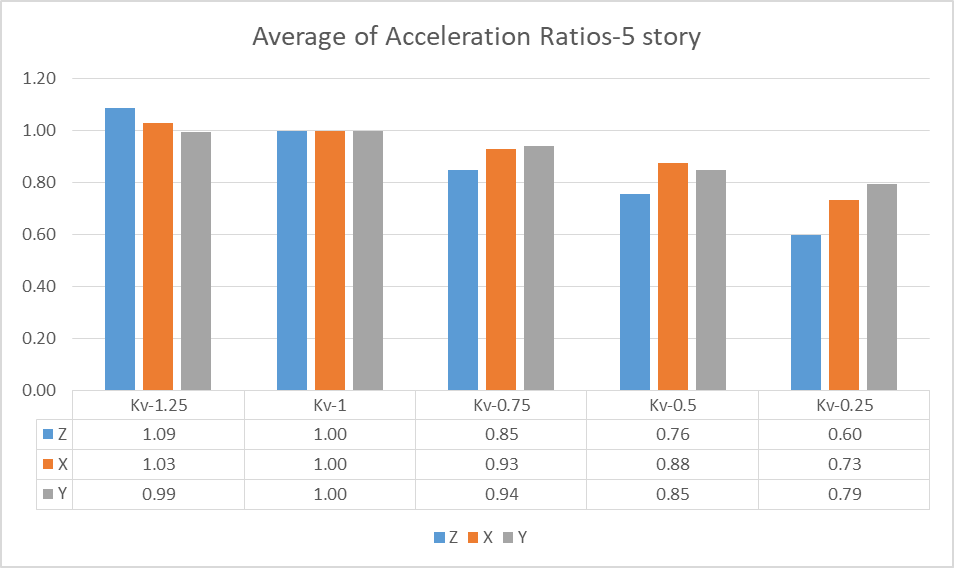 Average of Acceleration Ratios-5 story
1.20
1.00
0.80
0.60
0.40
0.20
0.00
Kv-1.25 Kv-1 Kv-0.75 Kv-0.5 Kv-0.25
Z 1.09 1.00 0.85 0.76 0.60
X 1.03 1.00 0.93 0.88 0.73
Y 0.99 1.00 0.94 0.85 0.79
Z X Y